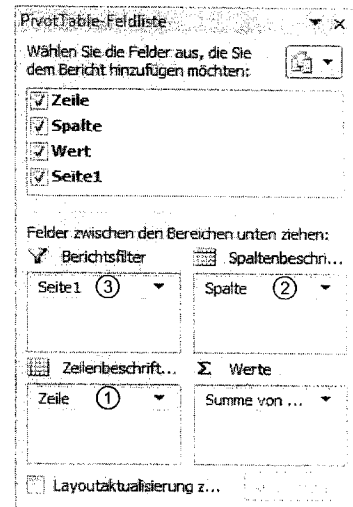 PivotTable-Feldliste
Wählen Sie die Felder aus, die Sie
dem Bericht hinzufügen möchten:
Zeile
Spalte
Wert
Seite1
Felder zwischen den Bereichen unten ziehen:
Berichtsfilter Spaltenbeschri...
Seite1 3 Spalte 2
Zeilenbeschrift... Σ Werte
Zeile 1 Summe von ...
Layoutaktualisierung z...